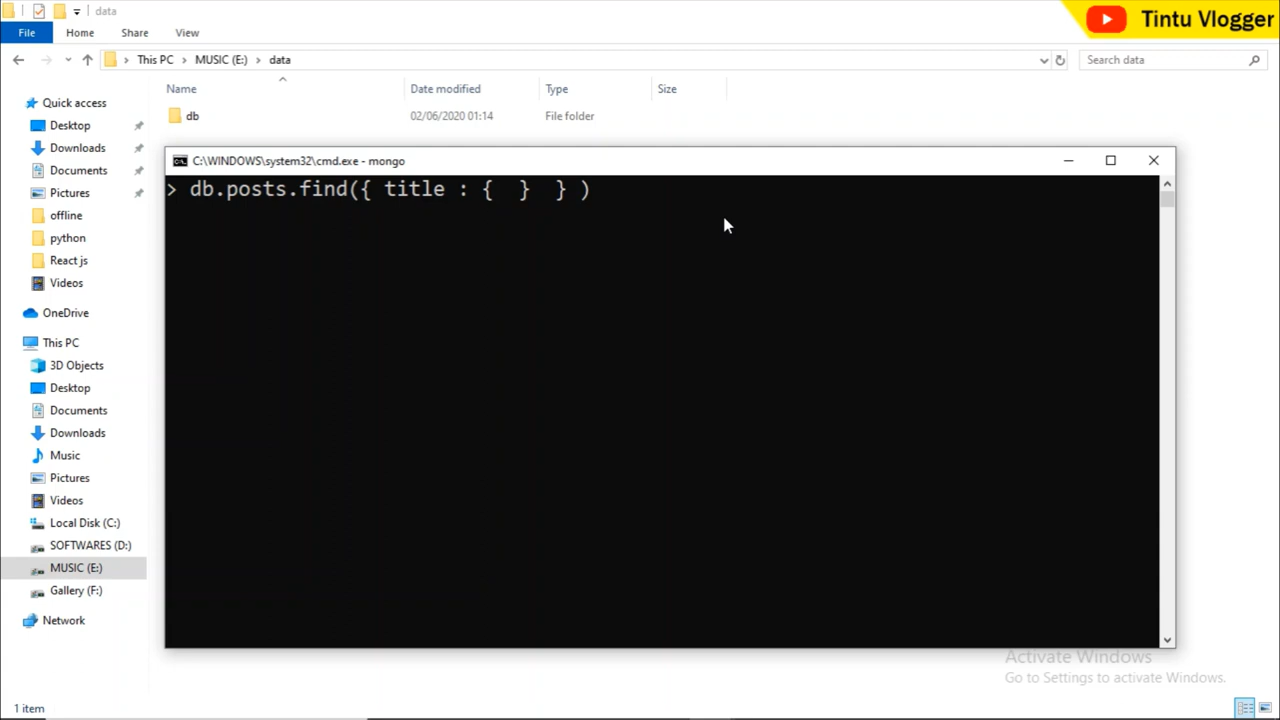 data
Tintu Vlogger
File Home Share View
This PC MUSIC (E:) data
Search data
Name Date modified Type Size
db 02/06/2020 01:14 File folder
Quick access
Desktop
Downloads
Documents
Pictures
offline
python
React js
Videos
OneDrive
This PC
3D Objects
Desktop
Documents
Downloads
Music
Pictures
Videos
Local Disk (C:)
SOFTWARES (D:)
MUSIC (E:)
Gallery (F:)
Network
C:\WINDOWS\system32\cmd.exe - mongo
> db.posts.find({ title : {  }  } )
Activate Windows
Go to Settings to activate Windows.
1 item